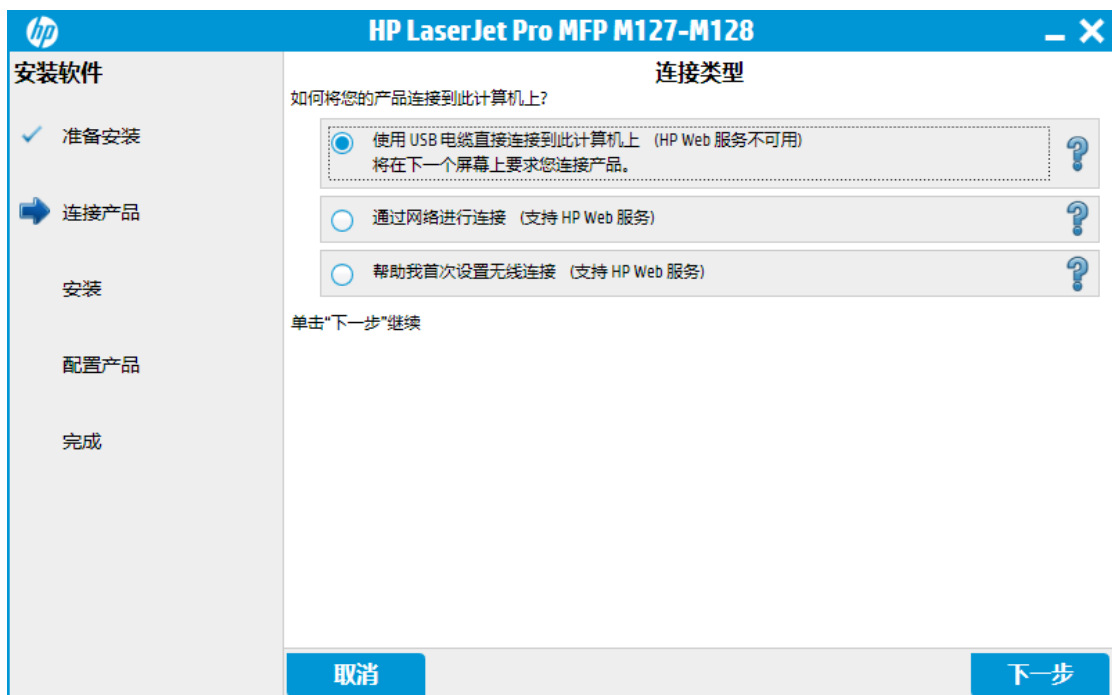 hp
HP LaserJet Pro MFP M127-M128
安装软件
准备安装
连接产品
安装
配置产品
完成
连接类型
如何将您的产品连接到此计算机上?
使用 USB 电缆直接连接到此计算机上 (HP Web 服务不可用)
将在下一个屏幕上要求您连接产品。
?
通过网络进行连接 (支持 HP Web 服务)
?
帮助我首次设置无线连接 (支持 HP Web 服务)
?
单击“下一步”继续
取消
下一步